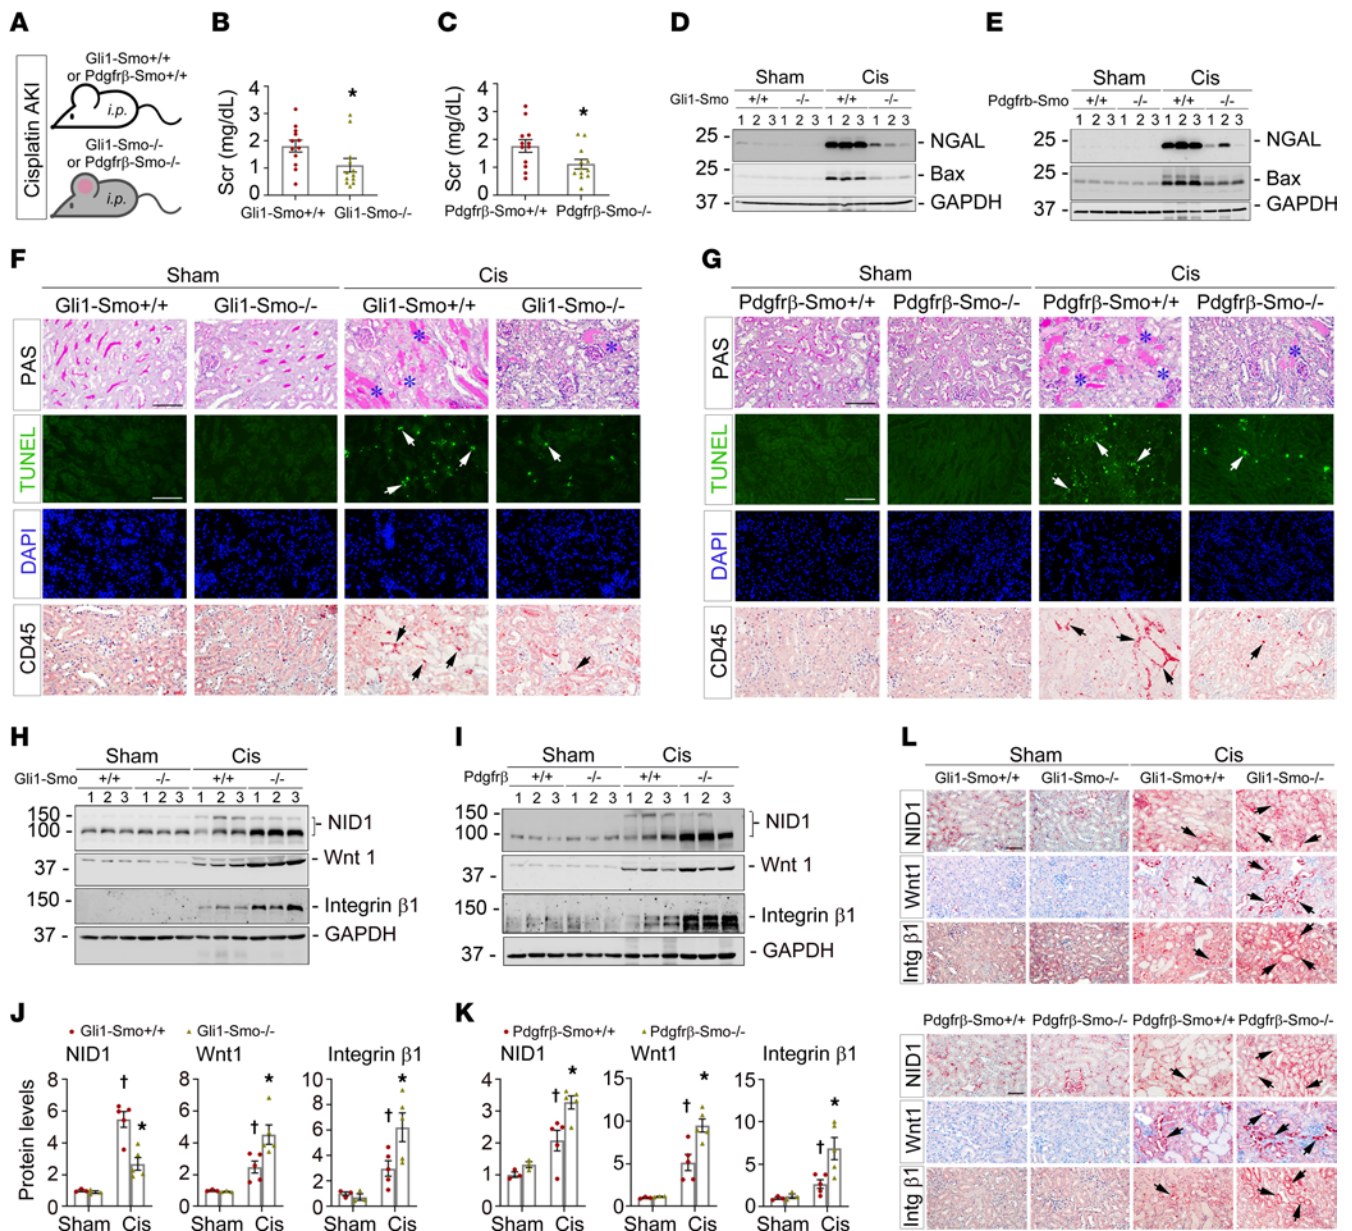 A
Cisplatin AKI
Gli1-Smo+/+
or Pdgfrβ-Smo+/+
i.p.
Gli1-Smo-/-
or Pdgfrβ-Smo-/-
i.p.
B
Scr (mg/dL)
4
3
2
1
0
*
Gli1-Smo+/+ Gli1-Smo-/-
C
Scr (mg/dL)
4
3
2
1
0
*
Pdgfrβ-Smo+/+ Pdgfrβ-Smo-/-
D
Sham Cis
Gli1-Smo +/+ -/- +/+ -/-
1 2 3 1 2 3 1 2 3 1 2 3
25 - - NGAL
25 - - Bax
37 - - GAPDH
E
Sham Cis
Pdgfrb-Smo +/+ -/- +/+ -/-
1 2 3 1 2 3 1 2 3 1 2 3
25 - - NGAL
25 - - Bax
37 - - GAPDH
F
Sham Cis
Gli1-Smo+/+ Gli1-Smo-/- Gli1-Smo+/+ Gli1-Smo-/-
PAS
* * * *
TUNEL
DAPI
CD45
G
Sham Cis
Pdgfrβ-Smo+/+ Pdgfrβ-Smo-/- Pdgfrβ-Smo+/+ Pdgfrβ-Smo-/-
PAS
* * * *
TUNEL
DAPI
CD45
H
Sham Cis
Gli1-Smo +/+ -/- +/+ -/-
1 2 3 1 2 3 1 2 3 1 2 3
150 -
100 - NID1
37 - - Wnt 1
150 - - Integrin β1
37 - - GAPDH
I
Sham Cis
Pdgfrβ +/+ -/- +/+ -/-
1 2 3 1 2 3 1 2 3 1 2 3
150 -
100 - - NID1
37 - - Wnt 1
150 - - Integrin β1
37 - - GAPDH
J
Gli1-Smo+/+ Gli1-Smo-/-
Protein levels
NID1
8
6
4
2
0
† *
Sham Cis
Wnt1
8
6
4
2
0
† *
Sham Cis
Integrin β1
10
8
6
4
2
0
† *
Sham Cis
K
Pdgfrβ-Smo+/+ Pdgfrβ-Smo-/-
NID1
4
3
2
1
0
† *
Sham Cis
Wnt1
15
10
5
0
† *
Sham Cis
Integrin β1
15
10
5
0
† *
Sham Cis
L
Sham Cis
Gli1-Smo+/+ Gli1-Smo-/- Gli1-Smo+/+ Gli1-Smo-/-
NID1
Wnt1
Intg β1
Pdgfrβ-Smo+/+ Pdgfrβ-Smo-/- Pdgfrβ-Smo+/+ Pdgfrβ-Smo-/-
NID1
Wnt1
Intg β1